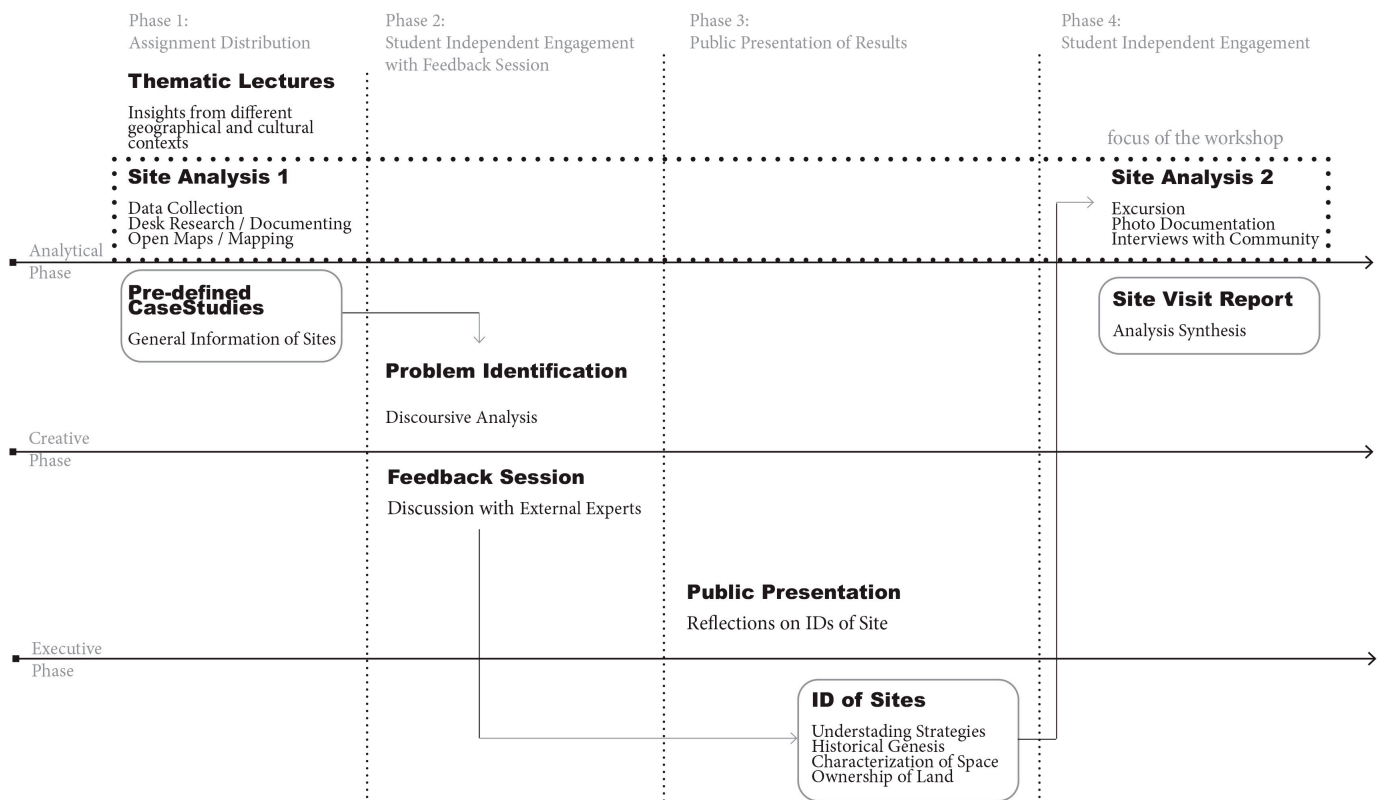 Phase 1:
Assignment Distribution
Phase 2:
Student Independent Engagement
with Feedback Session
Phase 3:
Public Presentation of Results
Phase 4:
Student Independent Engagement
Thematic Lectures
Insights from different
geographical and cultural
contexts
focus of the workshop
Site Analysis 1
Data Collection
Desk Research / Documenting
Open Maps / Mapping
Site Analysis 2
Excursion
Photo Documentation
Interviews with Community
Analytical
Phase
Pre-defined
CaseStudies
General Information of Sites
Site Visit Report
Analysis Synthesis
Problem Identification
Discoursive Analysis
Creative
Phase
Feedback Session
Discussion with External Experts
Public Presentation
Reflections on IDs of Site
Executive
Phase
ID of Sites
Understading Strategies
Historical Genesis
Characterization of Space
Ownership of Land